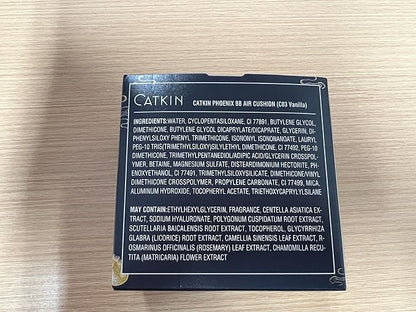 CATKIN CATKIN PHOENIX BB AIR CUSHION (C03 Vanilla)
INGREDIENTS:WATER, CYCLOPENTASILOXANE, CI 77891, BUTYLENE GLYCOL,
DIMETHICONE, BUTYLENE GLYCOL DICAPRYLATE/DICAPRATE, GLYCERIN, DI-
PHENYLSILOXY PHENYL TRIMETHICONE, ISONONYL ISONONANOATE, LAURYL
PEG-10 TRIS(TRIMETHYLSILOXY)SILYLETHYL DIMETHICONE, CI 77492, PEG-10
DIMETHICONE, TRIMETHYLPENTANEDIOL/ADIPIC ACID/GLYCERIN CROSSPOLY-
MER, BETAINE, MAGNESIUM SULFATE, DISTEARDIMONIUM HECTORITE, PH-
ENOXYETHANOL, CI 77491, TRIMETHYLSILOXYSILICATE, DIMETHICONE/VINYL
DIMETHICONE CROSSPOLYMER, PROPYLENE CARBONATE, CI 77499, MICA,
ALUMINUM HYDROXIDE, TOCOPHERYL ACETATE, TRIETHOXYCAPRYLYLSILANE
MAY CONTAIN:ETHYLHEXYLGLYCERIN, FRAGRANCE, CENTELLA ASIATICA EX-
TRACT, SODIUM HYALURONATE, POLYGONUM CUSPIDATUM ROOT EXTRACT,
SCUTELLARIA BAICALENSIS ROOT EXTRACT, TOCOPHEROL, GLYCYRRHIZA
GLABRA (LICORICE) ROOT EXTRACT, CAMELLIA SINENSIS LEAF EXTRACT, R-
OSMARINUS OFFICINALIS (ROSEMARY) LEAF EXTRACT, CHAMOMILLA RECU-
TITA (MATRICARIA) FLOWER EXTRACT